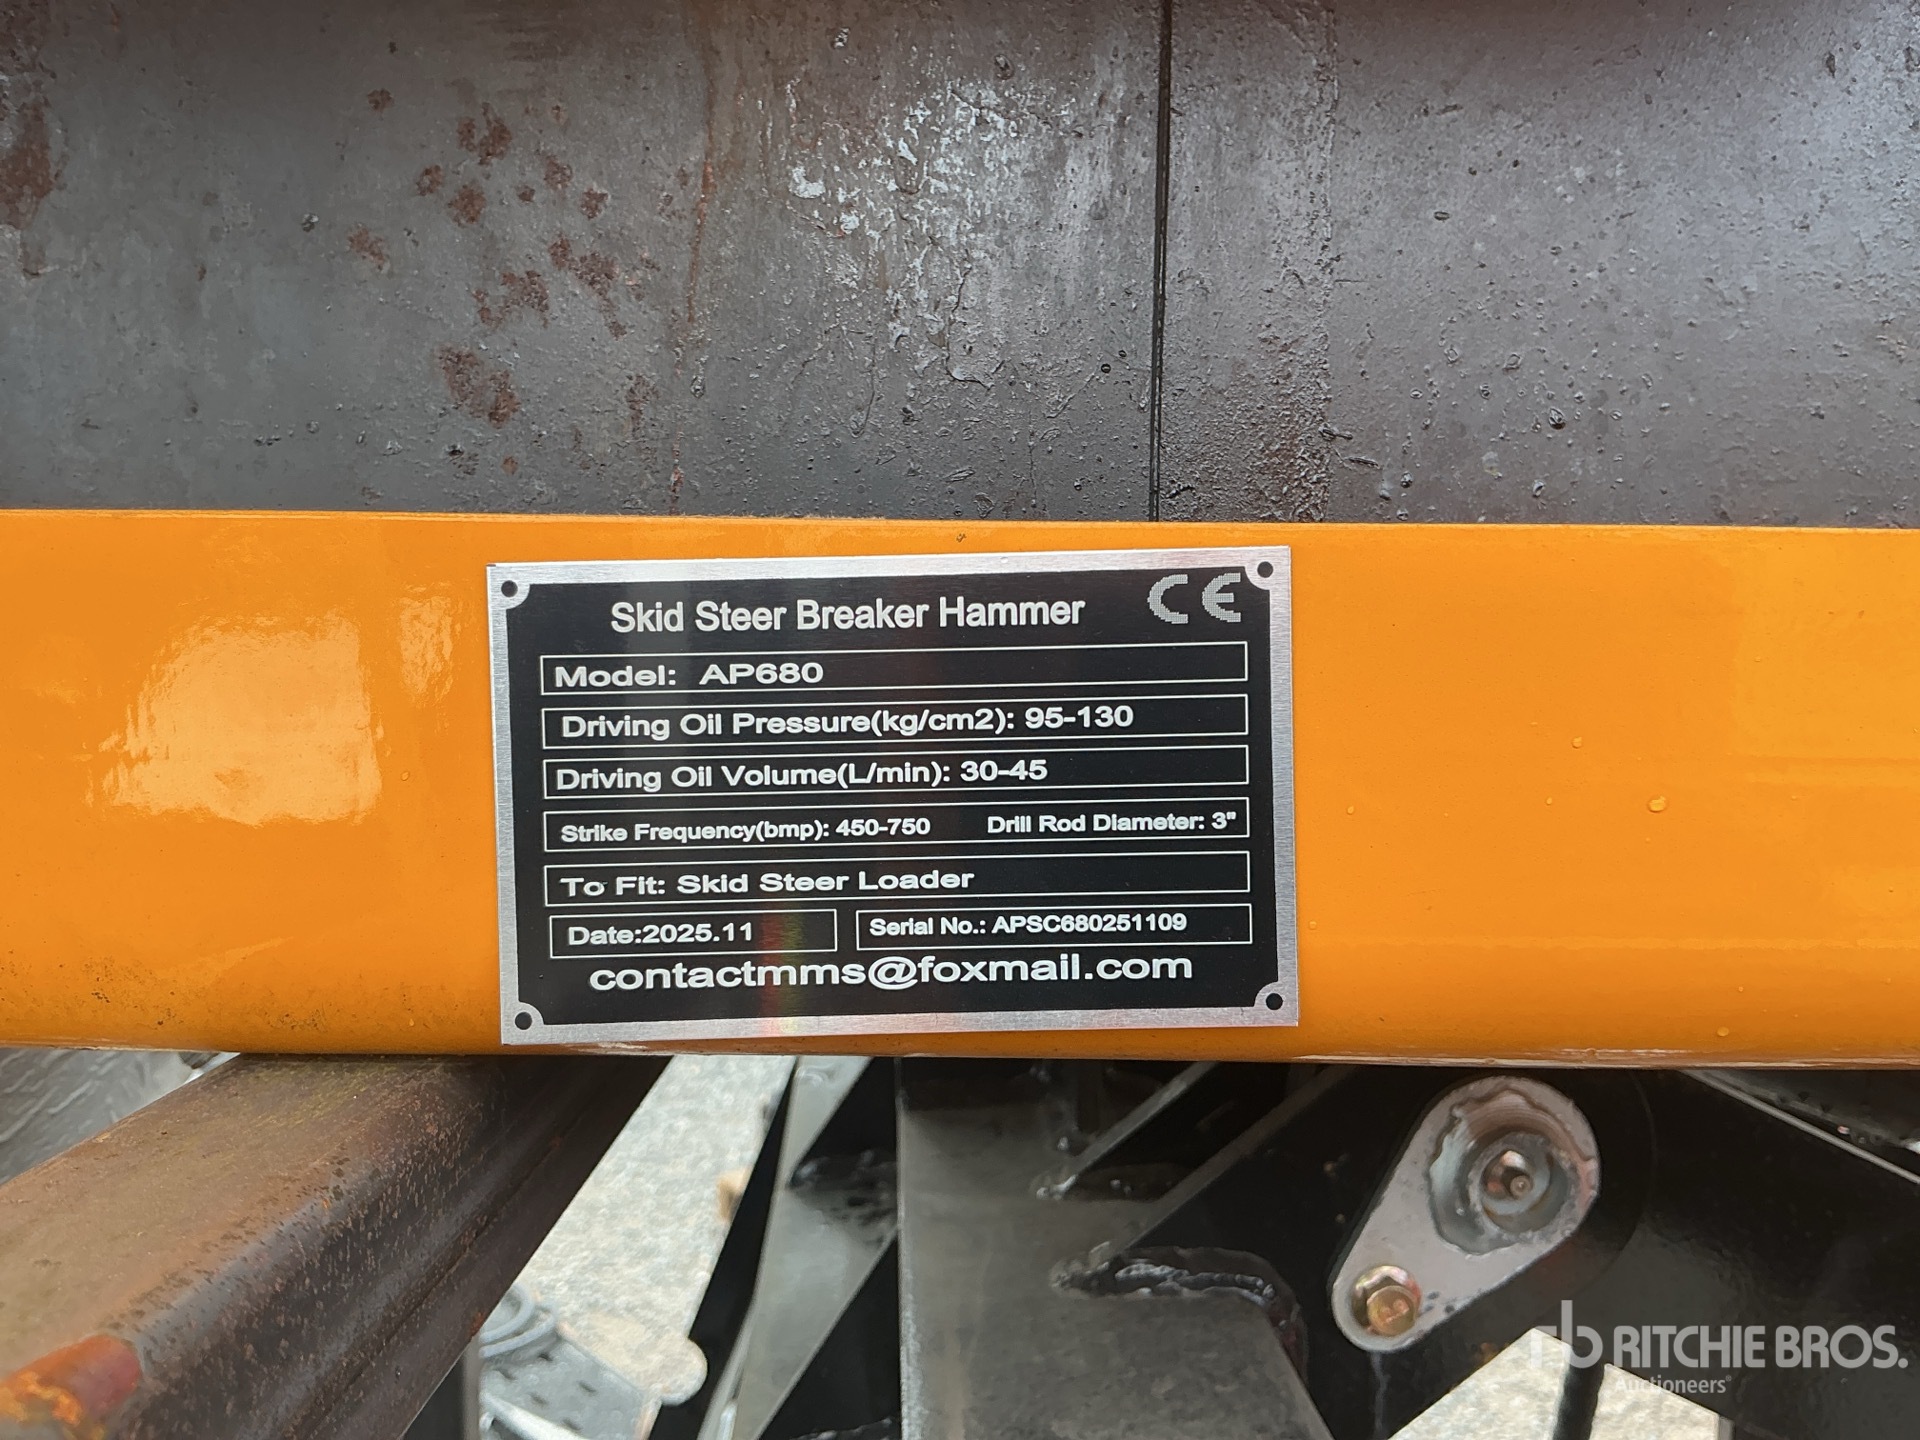 Skid Steer Breaker Hammer CE
Model: AP680
Driving Oil Pressure(kg/cm2): 95-130
Driving Oil Volume(L/min): 30-45
Strike Frequency(bmp): 450-750 Drill Rod Diameter: 3"
To Fit: Skid Steer Loader
Date:2025.11 Serial No.: APSC680251109
contactmms@foxmail.com
rb RITCHIE BROS.
Auctioneers